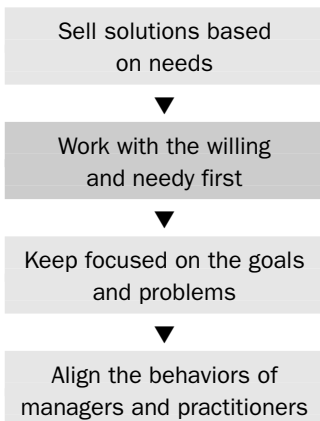 Sell solutions based
on needs
Work with the willing
and needy first
Keep focused on the goals
and problems
Align the behaviors of
managers and practitioners